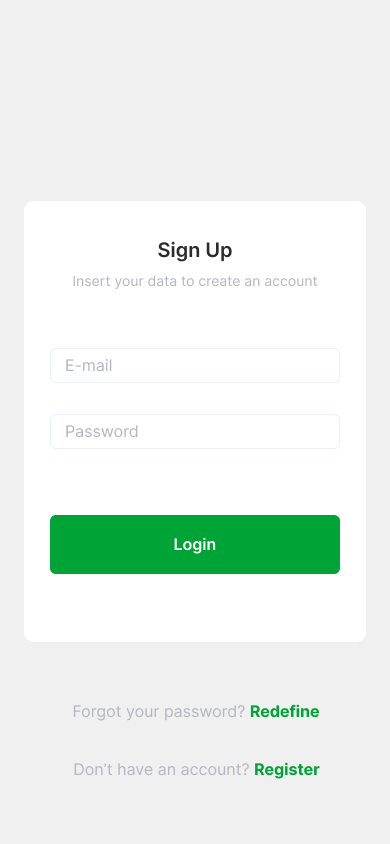 Sign Up
Insert your data to create an account
E-mail
Password
Login
Forgot your password? Redefine
Don't have an account? Register